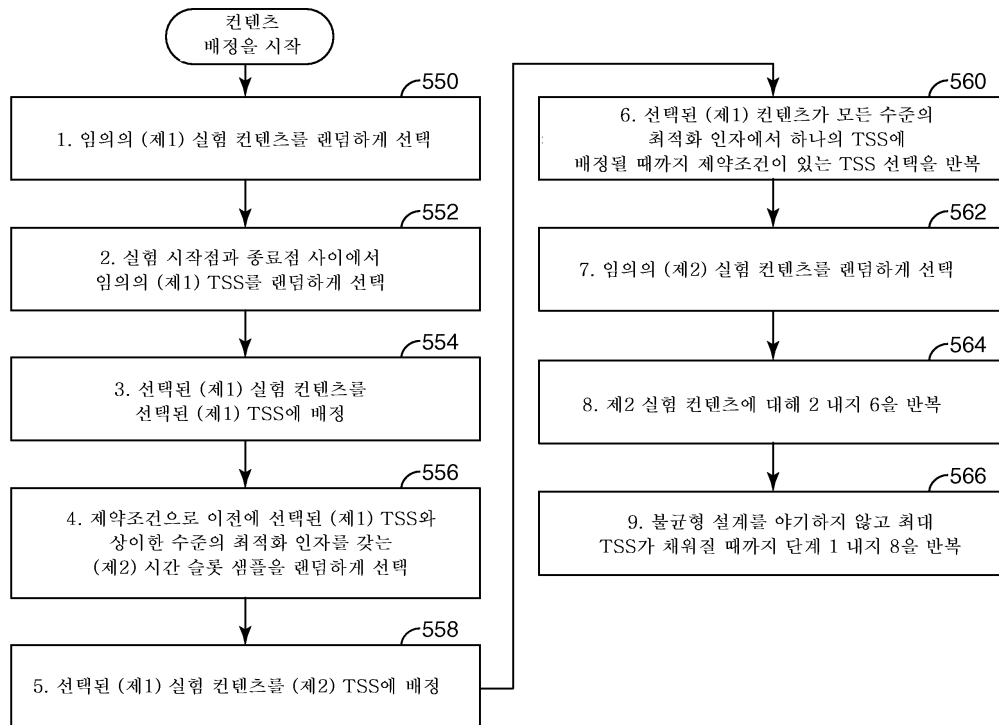 컨텐츠
배정을 시작
550
1. 임의의 (제1) 실험 컨텐츠를 랜덤하게 선택
552
2. 실험 시작점과 종료점 사이에서
임의의 (제1) TSS를 랜덤하게 선택
554
3. 선택된 (제1) 실험 컨텐츠를
선택된 (제1) TSS에 배정
556
4. 제약조건으로 이전에 선택된 (제1) TSS와
상이한 수준의 최적화 인자를 갖는
(제2) 시간 슬롯 샘플을 랜덤하게 선택
558
5. 선택된 (제1) 실험 컨텐츠를 (제2) TSS에 배정
560
6. 선택된 (제1) 컨텐츠가 모든 수준의
최적화 인자에서 하나의 TSS에
배정될 때까지 제약조건이 있는 TSS 선택을 반복
562
7. 임의의 (제2) 실험 컨텐츠를 랜덤하게 선택
564
8. 제2 실험 컨텐츠에 대해 2 내지 6을 반복
566
9. 불균형 설계를 야기하지 않고 최대
TSS가 채워질 때까지 단계 1 내지 8을 반복